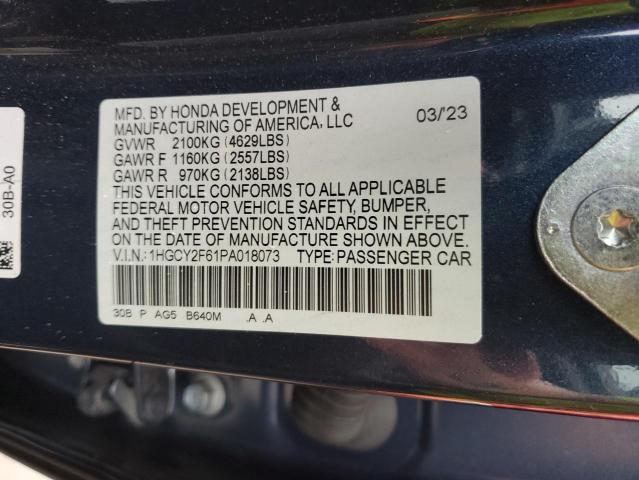 MFD. BY HONDA DEVELOPMENT & 03/'23
MANUFACTURING OF AMERICA, LLC
GVWR 2100KG(4629LBS)
GAWR F 1160KG(2557LBS)
GAWR R 970KG(2138LBS)
THIS VEHICLE CONFORMS TO ALL APPLICABLE
FEDERAL MOTOR VEHICLE SAFETY, BUMPER,
AND THEFT PREVENTION STANDARDS IN EFFECT
ON THE DATE OF MANUFACTURE SHOWN ABOVE.
V.I.N.:1HGCY2F61PA018073 TYPE:PASSENGER CAR
30B P AG5 B640M .A .A
30B-A0